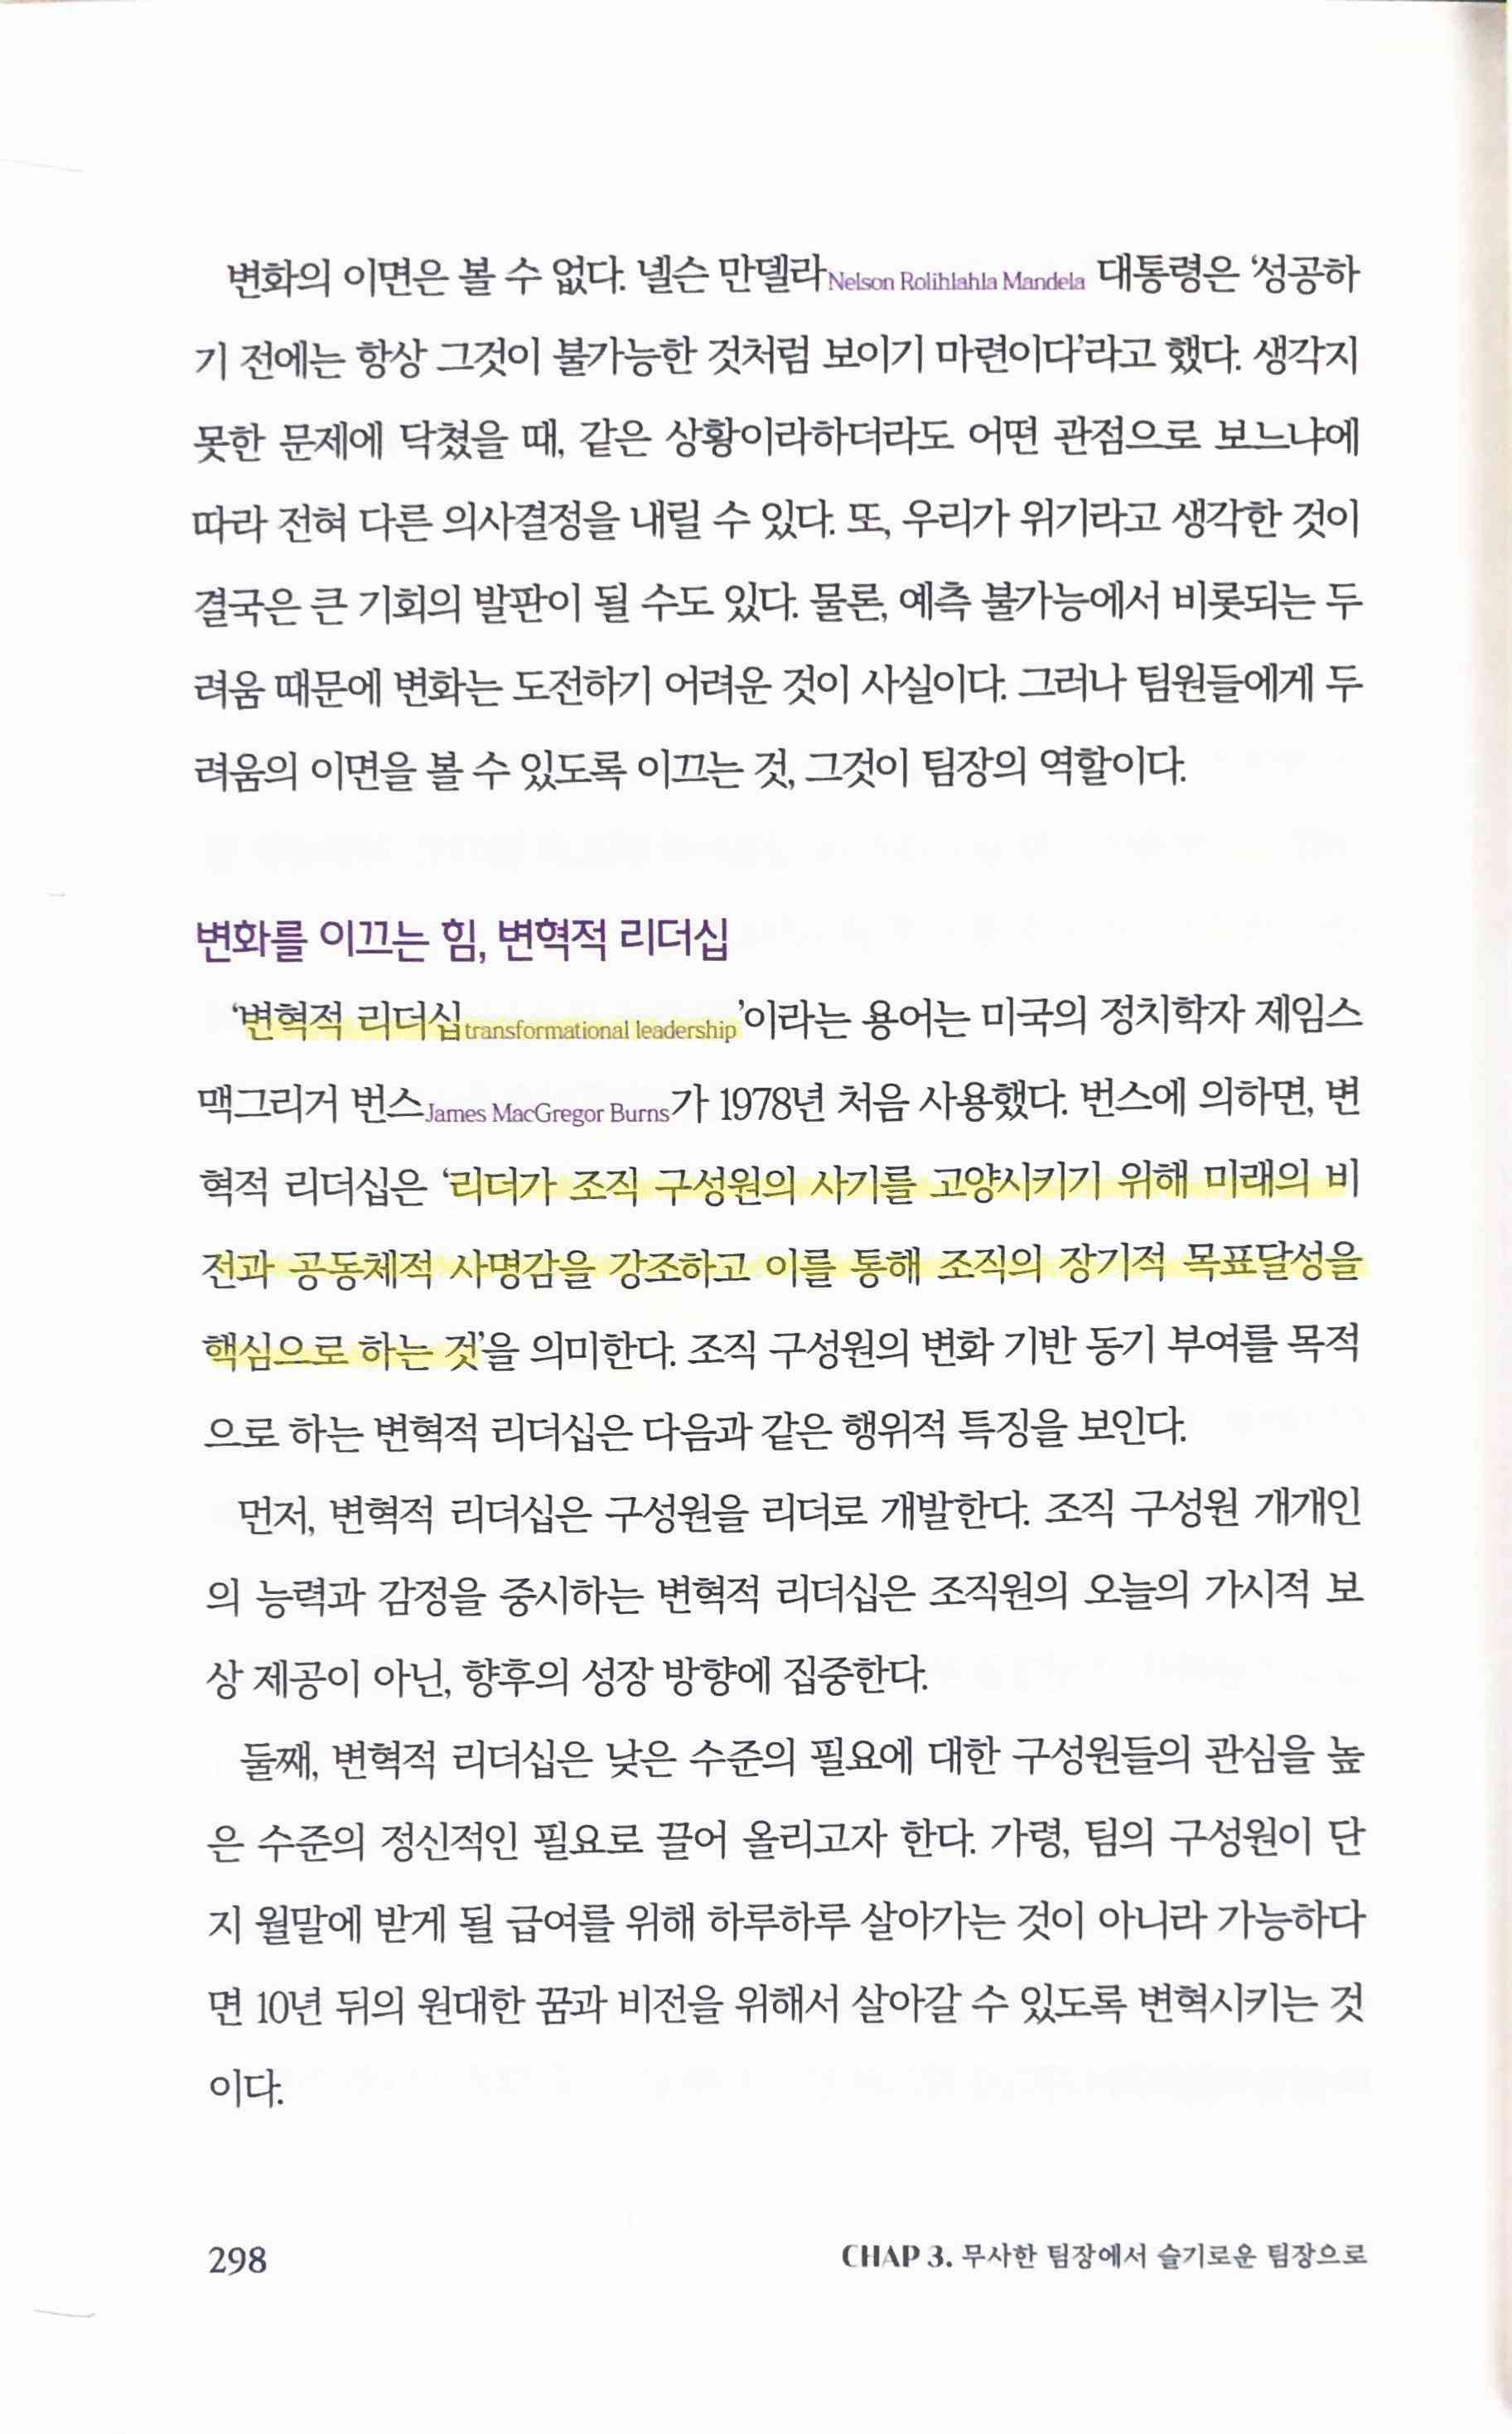 변화의 이면은 볼 수 없다. 넬슨 만델라Nelson Rolihlahla Mandela 대통령은 ‘성공하
기 전에는 항상 그것이 불가능한 것처럼 보이기 마련이다’라고 했다. 생각지
못한 문제에 닥쳤을 때, 같은 상황이라하더라도 어떤 관점으로 보느냐에
따라 전혀 다른 의사결정을 내릴 수 있다. 또, 우리가 위기라고 생각한 것이
결국은 큰 기회의 발판이 될 수도 있다. 물론, 예측 불가능에서 비롯되는 두
려움 때문에 변화는 도전하기 어려운 것이 사실이다. 그러나 팀원들에게 두
려움의 이면을 볼 수 있도록 이끄는 것, 그것이 팀장의 역할이다.
변화를 이끄는 힘, 변혁적 리더십
‘변혁적 리더십transformational leadership’이라는 용어는 미국의 정치학자 제임스
맥그리거 번스James MacGregor Burns가 1978년 처음 사용했다. 번스에 의하면, 변
혁적 리더십은 ‘리더가 조직 구성원의 사기를 고양시키기 위해 미래의 비
전과 공동체적 사명감을 강조하고 이를 통해 조직의 장기적 목표달성을
핵심으로 하는 것’을 의미한다. 조직 구성원의 변화 기반 동기 부여를 목적
으로 하는 변혁적 리더십은 다음과 같은 행위적 특징을 보인다.
먼저, 변혁적 리더십은 구성원을 리더로 개발한다. 조직 구성원 개개인
의 능력과 감정을 중시하는 변혁적 리더십은 조직원의 오늘의 가시적 보
상 제공이 아닌, 향후의 성장 방향에 집중한다.
둘째, 변혁적 리더십은 낮은 수준의 필요에 대한 구성원들의 관심을 높
은 수준의 정신적인 필요로 끌어 올리고자 한다. 가령, 팀의 구성원이 단
지 월말에 받게 될 급여를 위해 하루하루 살아가는 것이 아니라 가능하다
면 10년 뒤의 원대한 꿈과 비전을 위해서 살아갈 수 있도록 변혁시키는 것
이다.
298
CHAP 3. 무사한 팀장에서 슬기로운 팀장으로